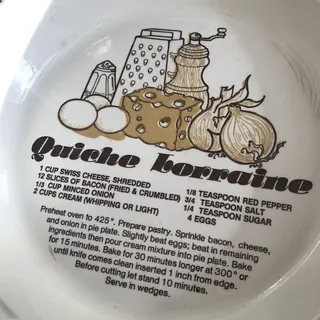 Quiche Lorraine
1 CUP SWISS CHEESE, SHREDDED
12 SLICES OF BACON (FRIED & CRUMBLED)
1/3 CUP MINCED ONION
2 CUPS CREAM (WHIPPING OR LIGHT)
1/8 TEASPOON RED PEPPER
3/4 TEASPOON SALT
1/4 TEASPOON SUGAR
4 EGGS
Preheat oven to 425°. Prepare pastry. Sprinkle bacon, cheese,
and onion in pie plate. Slightly beat eggs; beat in remaining
ingredients then pour cream mixture into pie plate. Bake
for 15 minutes. Bake for 30 minutes longer at 300° or
until knife comes clean inserted 1 inch from edge.
Before cutting let stand 10 minutes.
Serve in wedges.